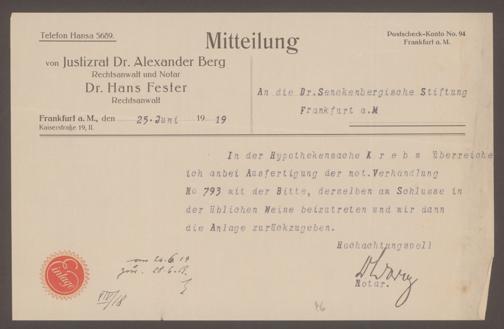 Telefon Hansa 5689.
Mitteilung
Postscheck-Konto No. 94
Frankfurt a. M.
von Justizrat Dr. Alexander Berg
Rechtsanwalt und Notar
Dr. Hans Fester
Rechtsanwalt
An die Dr.Senckenbergische Stiftung
Frankfurt a.M
Frankfurt a. M., den 25.Juni 1919
Kaiserstraße 19, II.
In der Hypothekensache K r e b s überreiche
ich anbei Ausfertigung der not.Verhandlung
No 793 mit der Bitte, derselben am Schlusse in
der üblichen Weise beizutreten und mir dann
die Anlage zurückzugeben.
Hochachtungsvoll
Notar.
Einlage